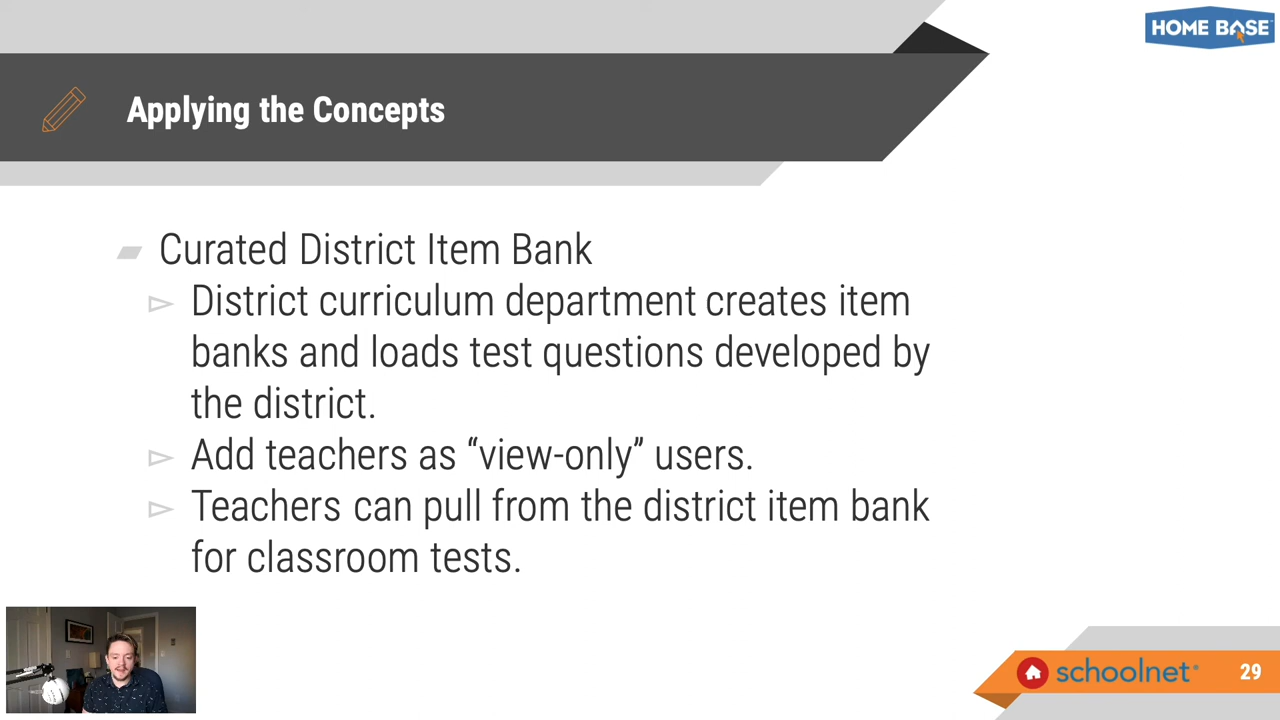 HOME BASE
Applying the Concepts
Curated District Item Bank
District curriculum department creates item
banks and loads test questions developed by
the district.
Add teachers as “view-only” users.
Teachers can pull from the district item bank
for classroom tests.
schoolnet
29